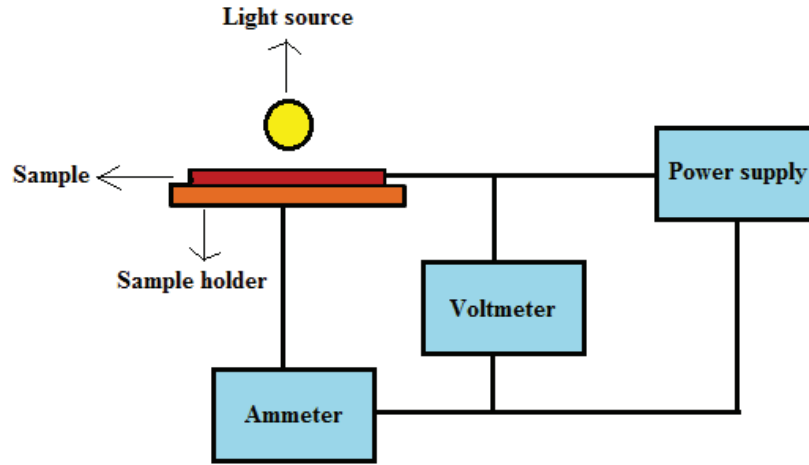 Light source
Power supply
Sample
Sample holder
Voltmeter
Ammeter